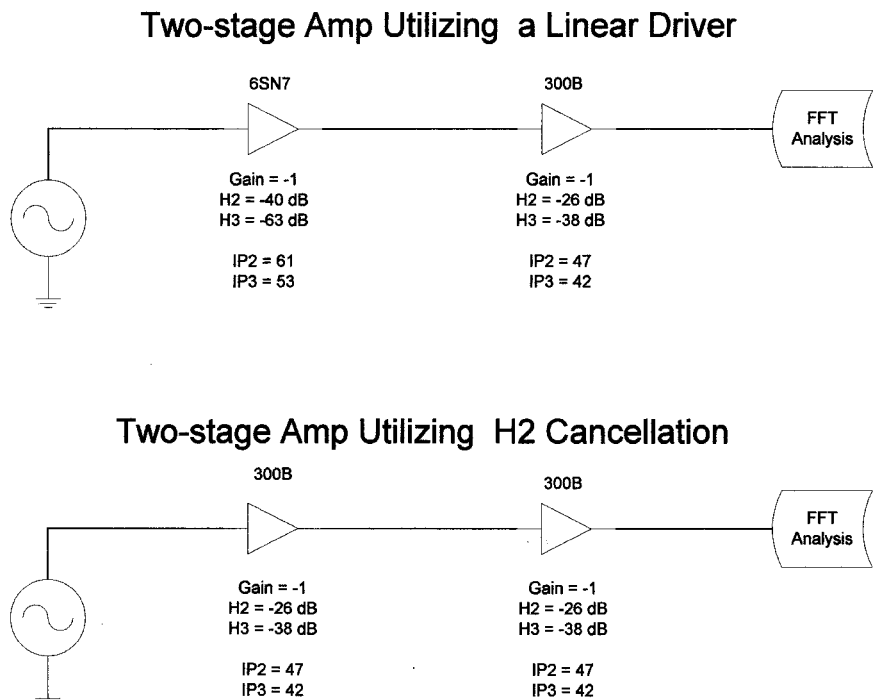 Two-stage Amp Utilizing a Linear Driver
6SN7
300B
FFT
Analysis
Gain = -1
H2 = -40 dB
H3 = -63 dB
IP2 = 61
IP3 = 53
Gain = -1
H2 = -26 dB
H3 = -38 dB
IP2 = 47
IP3 = 42
Two-stage Amp Utilizing H2 Cancellation
300B
300B
FFT
Analysis
Gain = -1
H2 = -26 dB
H3 = -38 dB
IP2 = 47
IP3 = 42
Gain = -1
H2 = -26 dB
H3 = -38 dB
IP2 = 47
IP3 = 42